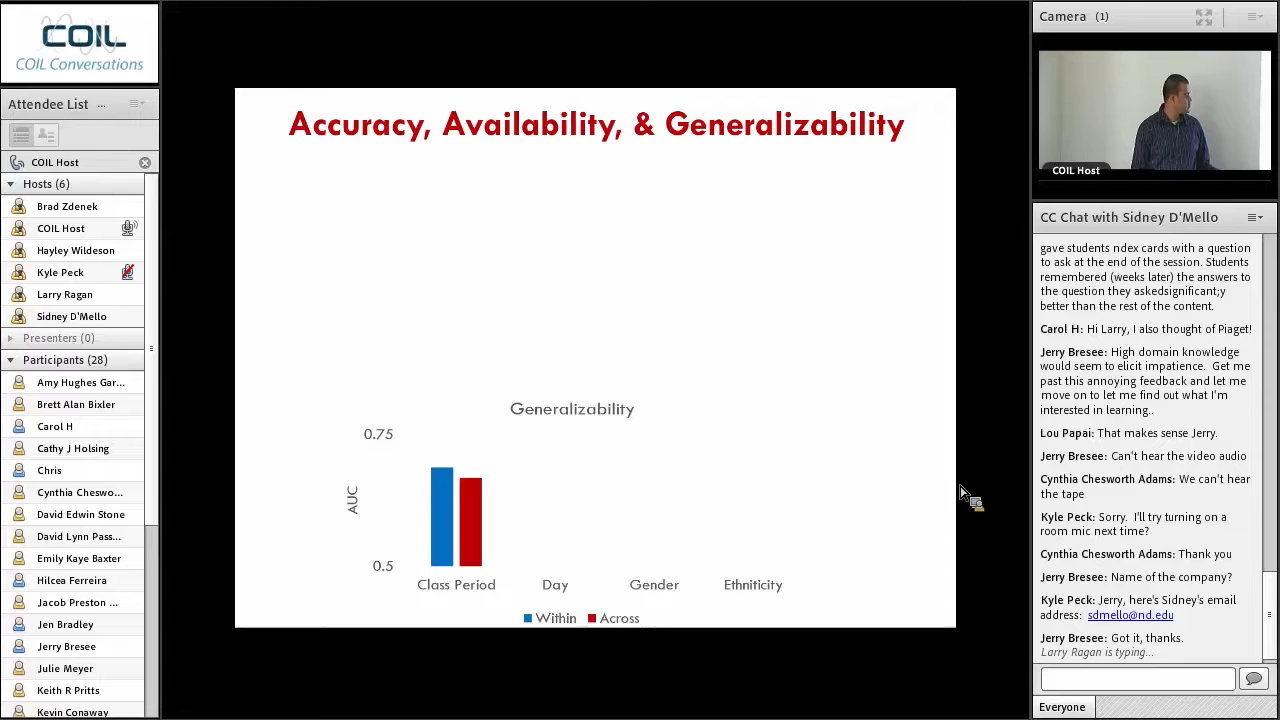 COIL
COIL Conversations
Attendee List ...
COIL Host
Hosts (6)
Brad Zdenek
COIL Host
Hayley Wildeson
Kyle Peck
Larry Ragan
Sidney D'Mello
Presenters (0)
Participants (28)
Amy Hughes Gar...
Brett Alan Bixler
Carol H
Cathy J Holsing
Chris
Cynthia Cheswo...
David Edwin Stone
David Lynn Pass...
Emily Kaye Baxter
Hilcea Ferreira
Jacob Preston ...
Jen Bradley
Jerry Bresee
Julie Meyer
Keith R Pritts
Kevin Conaway
Accuracy, Availability, & Generalizability
Generalizability
0.75
AUC
0.5
Class Period Day Gender Ethiniticity
Within Across
Camera (1)
COIL Host
CC Chat with Sidney D'Mello
gave students ndex cards with a question
to ask at the end of the session. Students
remembered (weeks later) the answers to
the question they askedsignificant;y
better than the rest of the content.
Carol H: Hi Larry, I also thought of Piaget!
Jerry Bresee: High domain knowledge
would seem to elicit impatience. Get me
past this annoying feedback and let me
move on to let me find out what I'm
interested in learning..
Lou Papai: That makes sense Jerry.
Jerry Bresee: Can't hear the video audio
Cynthia Chesworth Adams: We can't hear
the tape
Kyle Peck: Sorry. I'll try turning on a
room mic next time?
Cynthia Chesworth Adams: Thank you
Jerry Bresee: Name of the company?
Kyle Peck: Jerry, here's Sidney's email
address: sdmello@nd.edu
Jerry Bresee: Got it, thanks.
Larry Ragan is typing...
Everyone